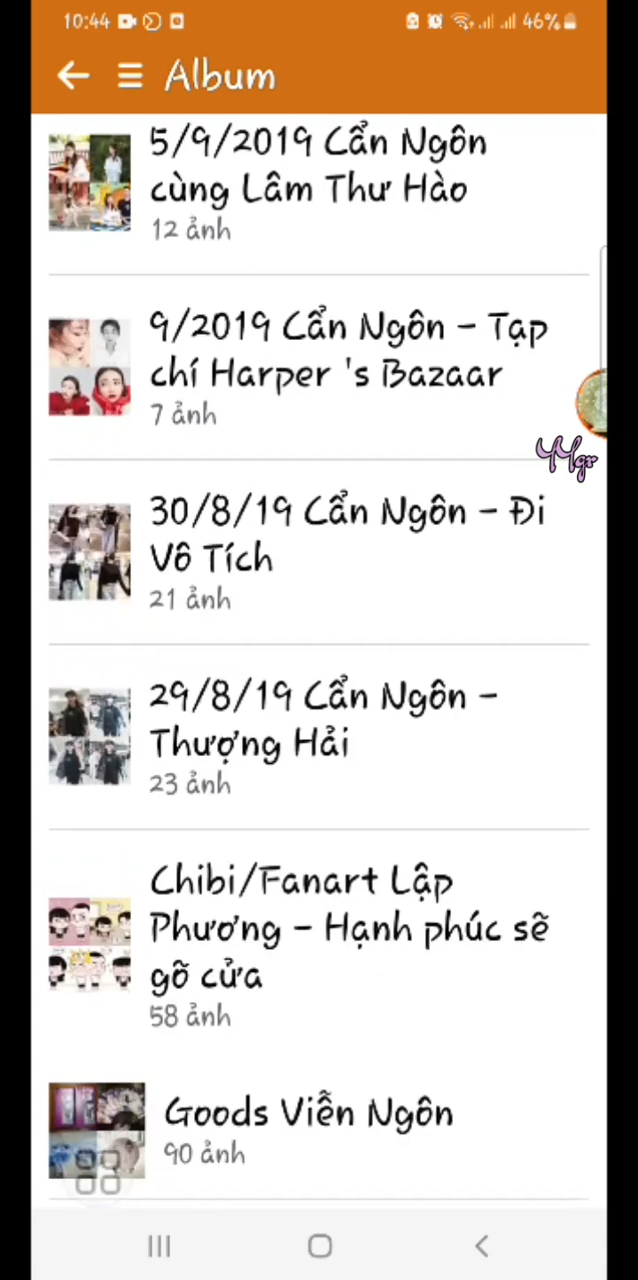 10:44
46%
Album
5/9/2019 Cẩn Ngôn
cùng Lâm Thư Hào
12 ảnh
9/2019 Cẩn Ngôn - Tạp
chí Harper 's Bazaar
7 ảnh
30/8/19 Cẩn Ngôn - Đi
Vô Tích
21 ảnh
29/8/19 Cẩn Ngôn -
Thượng Hải
23 ảnh
Chibi/Fanart Lập
Phương - Hạnh phúc sẽ
gõ cửa
58 ảnh
Goods Viễn Ngôn
90 ảnh